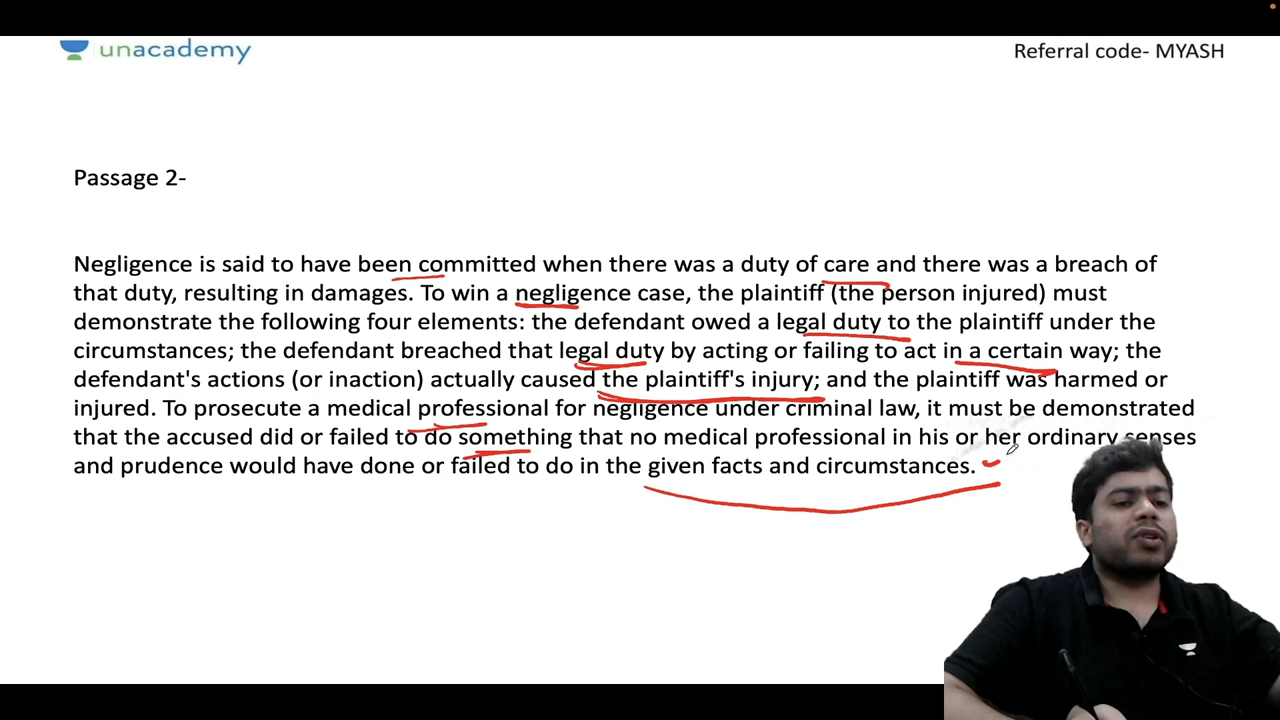 unacademy
Referral code- MYASH
Passage 2-
Negligence is said to have been committed when there was a duty of care and there was a breach of
that duty, resulting in damages. To win a negligence case, the plaintiff (the person injured) must
demonstrate the following four elements: the defendant owed a legal duty to the plaintiff under the
circumstances; the defendant breached that legal duty by acting or failing to act in a certain way; the
defendant's actions (or inaction) actually caused the plaintiff's injury; and the plaintiff was harmed or
injured. To prosecute a medical professional for negligence under criminal law, it must be demonstrated
that the accused did or failed to do something that no medical professional in his or her ordinary senses
and prudence would have done or failed to do in the given facts and circumstances.